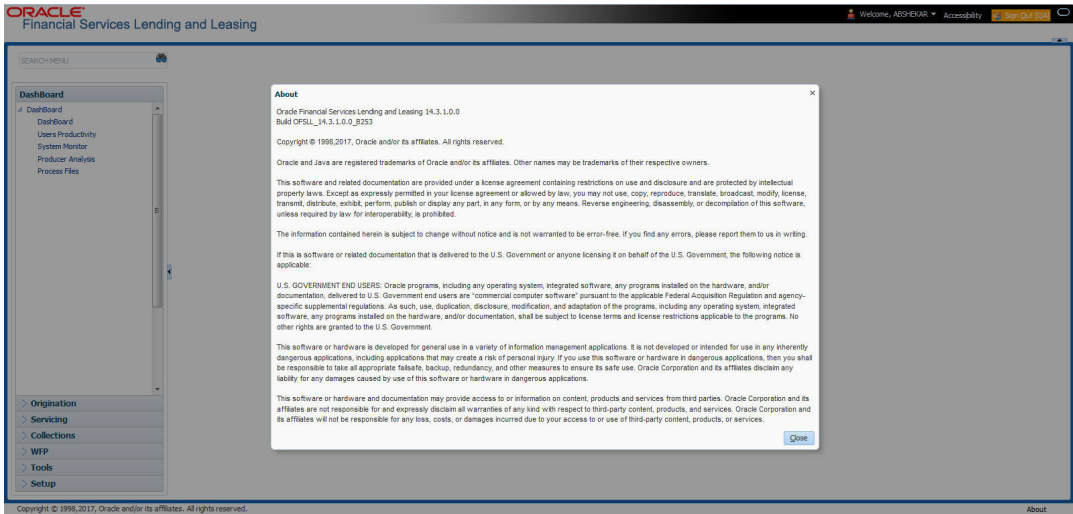 ORACLE
Financial Services Lending and Leasing
Welcome, ABSHEKAR
Accessibility
Sign Out [QA]
SEARCH MENU
DashBoard
DashBoard
DashBoard
Users Productivity
System Monitor
Producer Analysis
Process Files
Origination
Servicing
Collections
WFP
Tools
Setup
About
Oracle Financial Services Lending and Leasing 14.3.1.0.0
Build OFSLL_14.3.1.0.0_B253
Copyright © 1998,2017, Oracle and/or its affiliates. All rights reserved.
Oracle and Java are registered trademarks of Oracle and/or its affiliates. Other names may be trademarks of their respective owners.
This software and related documentation are provided under a license agreement containing restrictions on use and disclosure and are protected by intellectual
property laws. Except as expressly permitted in your license agreement or allowed by law, you may not use, copy, reproduce, translate, broadcast, modify, license,
transmit, distribute, exhibit, perform, publish or display any part, in any form, or by any means. Reverse engineering, disassembly, or decompilation of this software,
unless required by law for interoperability, is prohibited.
The information contained herein is subject to change without notice and is not warranted to be error-free. If you find any errors, please report them to us in writing.
If this is software or related documentation that is delivered to the U.S. Government or anyone licensing it on behalf of the U.S. Government, the following notice is
applicable:
U.S. GOVERNMENT END USERS: Oracle programs, including any operating system, integrated software, any programs installed on the hardware, and/or
documentation, delivered to U.S. Government end users are "commercial computer software" pursuant to the applicable Federal Acquisition Regulation and agency-
specific supplemental regulations. As such, use, duplication, disclosure, modification, and adaptation of the programs, including any operating system, integrated
software, any programs installed on the hardware, and/or documentation, shall be subject to license terms and license restrictions applicable to the programs. No
other rights are granted to the U.S. Government.
This software or hardware is developed for general use in a variety of information management applications. It is not developed or intended for use in any inherently
dangerous applications, including applications that may create a risk of personal injury. If you use this software or hardware in dangerous applications, then you shall
be responsible to take all appropriate failsafe, backup, redundancy, and other measures to ensure its safe use. Oracle Corporation and its affiliates disclaim any
liability for any damages caused by use of this software or hardware in dangerous applications.
This software or hardware and documentation may provide access to or information on content, products and services from third parties. Oracle Corporation and its
affiliates are not responsible for and expressly disclaim all warranties of any kind with respect to third-party content, products, and services. Oracle Corporation and
its affiliates will not be responsible for any loss, costs, or damages incurred due to your access to or use of third-party content, products, or services.
Close
Copyright © 1998,2017, Oracle and/or its affiliates. All rights reserved.
About